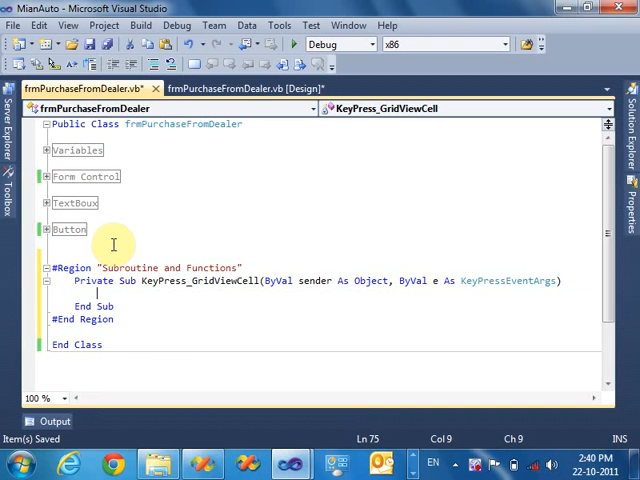 MianAuto - Microsoft Visual Studio
File Edit View Project Build Debug Team Data Tools Test Window Help
Debug x86
frmPurchaseFromDealer.vb* frmPurchaseFromDealer.vb [Design]*
frmPurchaseFromDealer KeyPress_GridViewCell
Public Class frmPurchaseFromDealer
Variables
Form Control
TextBoux
Button
#Region "Subroutine and Functions"
Private Sub KeyPress_GridViewCell(ByVal sender As Object, ByVal e As KeyPressEventArgs)
End Sub
#End Region
End Class
100 %
Output
Item(s) Saved Ln 75 Col 9 Ch 9 INS
EN 2:40 PM
22-10-2011
Server Explorer
Toolbox
Solution Explorer
Properties